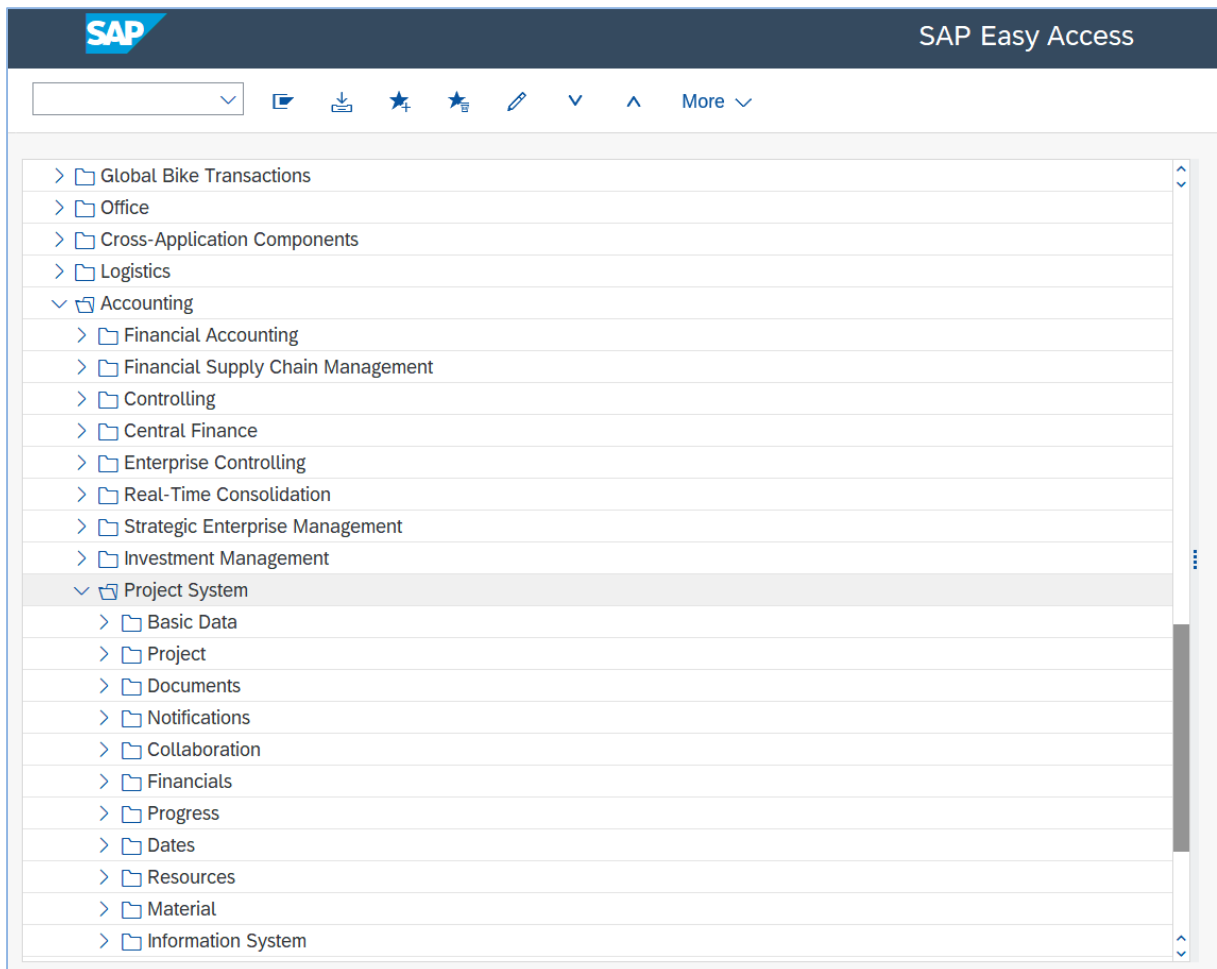 SAP
SAP Easy Access
More
Global Bike Transactions
Office
Cross-Application Components
Logistics
Accounting
Financial Accounting
Financial Supply Chain Management
Controlling
Central Finance
Enterprise Controlling
Real-Time Consolidation
Strategic Enterprise Management
Investment Management
Project System
Basic Data
Project
Documents
Notifications
Collaboration
Financials
Progress
Dates
Resources
Material
Information System